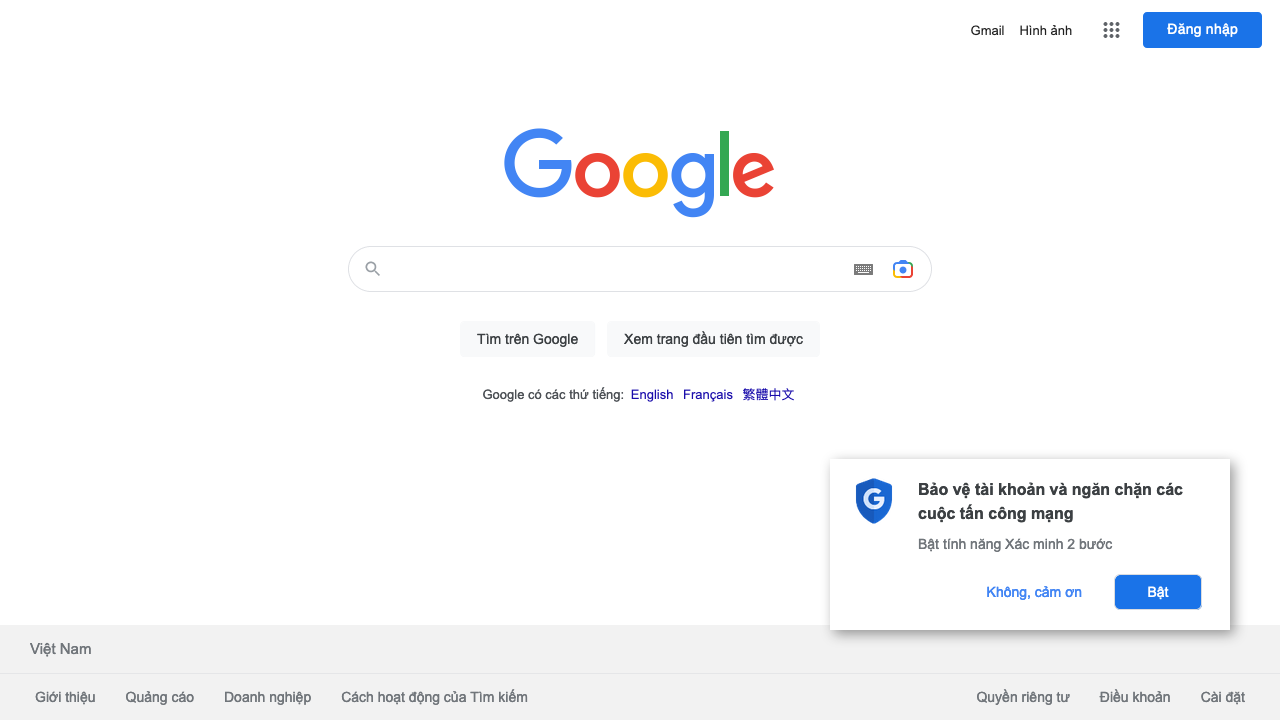 Gmail Hình ảnh Đăng nhập
Google
Tìm trên Google Xem trang đầu tiên tìm được
Google có các thứ tiếng: English Français 繁體中文
Bảo vệ tài khoản và ngăn chặn các
cuộc tấn công mạng
Bật tính năng Xác minh 2 bước
Không, cảm ơn Bật
Việt Nam
Giới thiệu Quảng cáo Doanh nghiệp Cách hoạt động của Tìm kiếm Quyền riêng tư Điều khoản Cài đặt